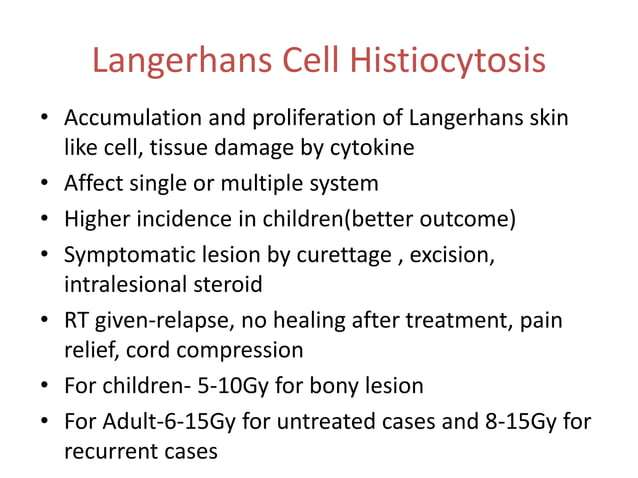 Langerhans Cell Histiocytosis
• Accumulation and proliferation of Langerhans skin
like cell, tissue damage by cytokine
• Affect single or multiple system
• Higher incidence in children(better outcome)
• Symptomatic lesion by curettage , excision,
intralesional steroid
• RT given-relapse, no healing after treatment, pain
relief, cord compression
• For children- 5-10Gy for bony lesion
• For Adult-6-15Gy for untreated cases and 8-15Gy for
recurrent cases